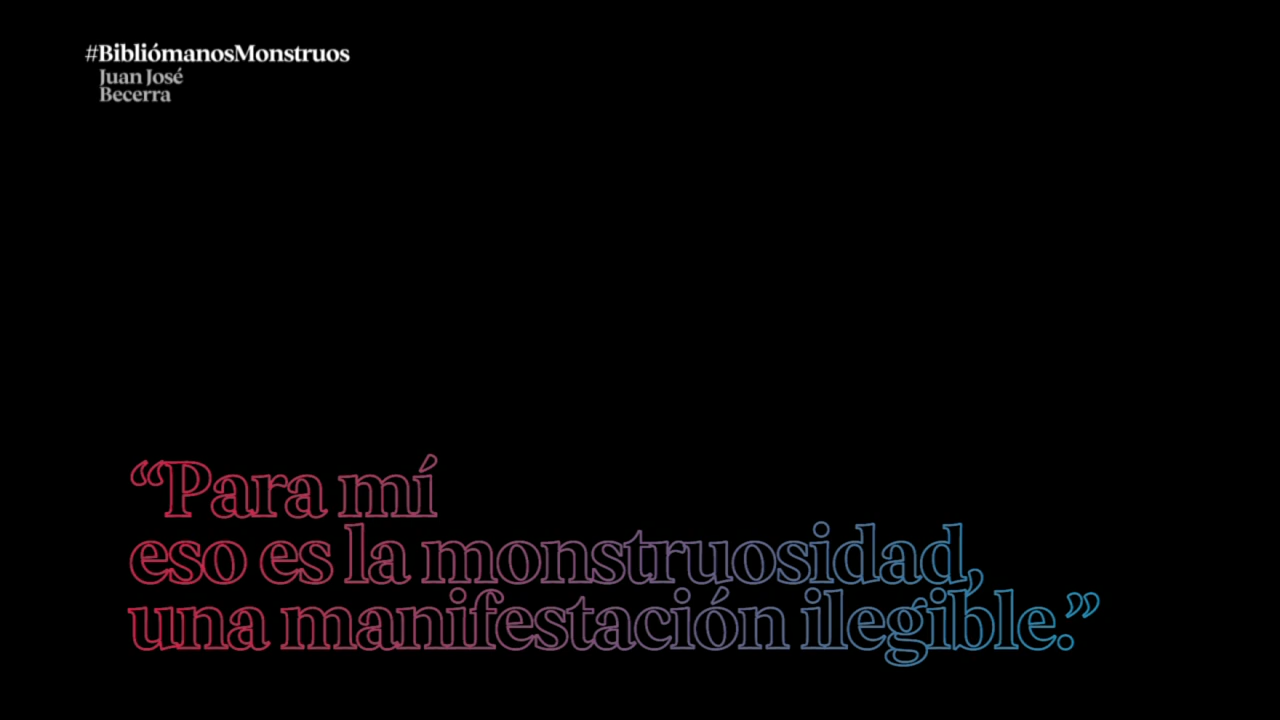 #BibliómanosMonstruos
Juan José
Becerra
“Para mí
eso es la monstruosidad,
una manifestación ilegible.”